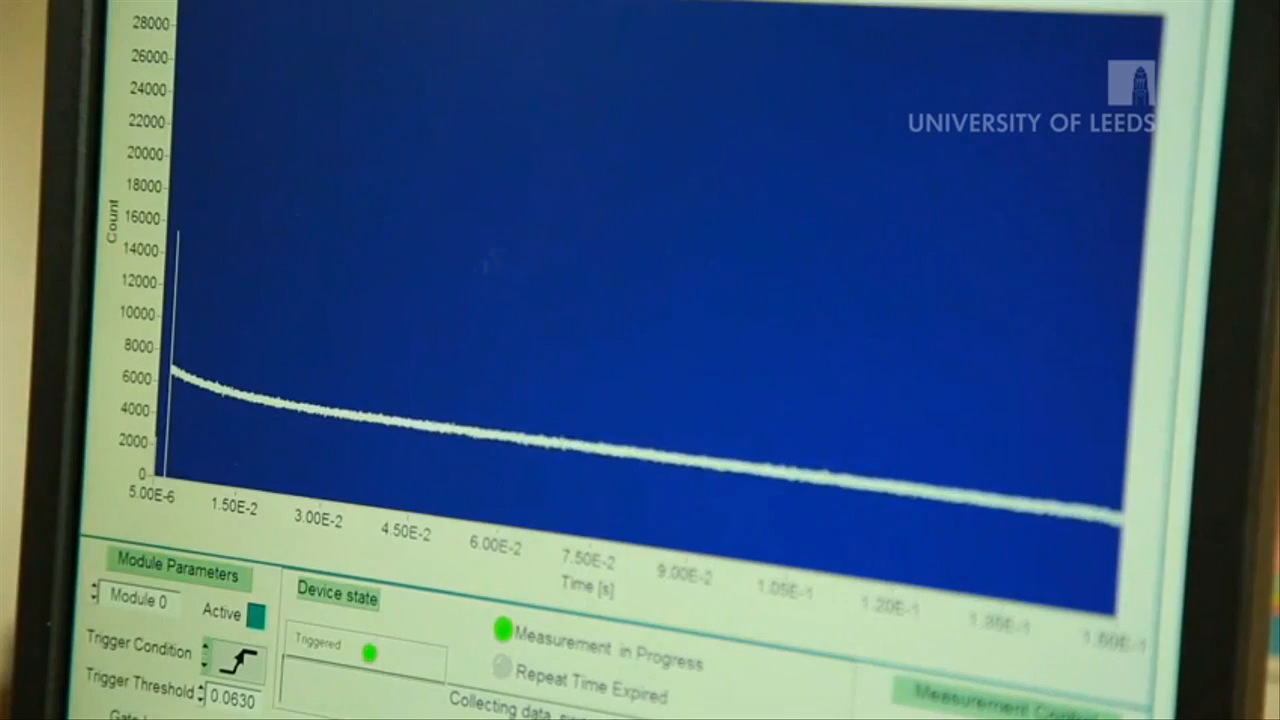 28000
26000
24000
22000
20000
18000
16000
14000
12000
10000
8000
6000
4000
2000
0
Count
UNIVERSITY OF LEEDS
5.00E-6 1.50E-2 3.00E-2 4.50E-2 6.00E-2 7.50E-2 9.00E-2 1.05E-1 1.20E-1
Time [s]
Module Parameters
Module 0
Active
Trigger Condition
Trigger Threshold 0.0630
Device state
Triggered
Measurement in Progress
Repeat Time Expired
Collecting data
Measurement